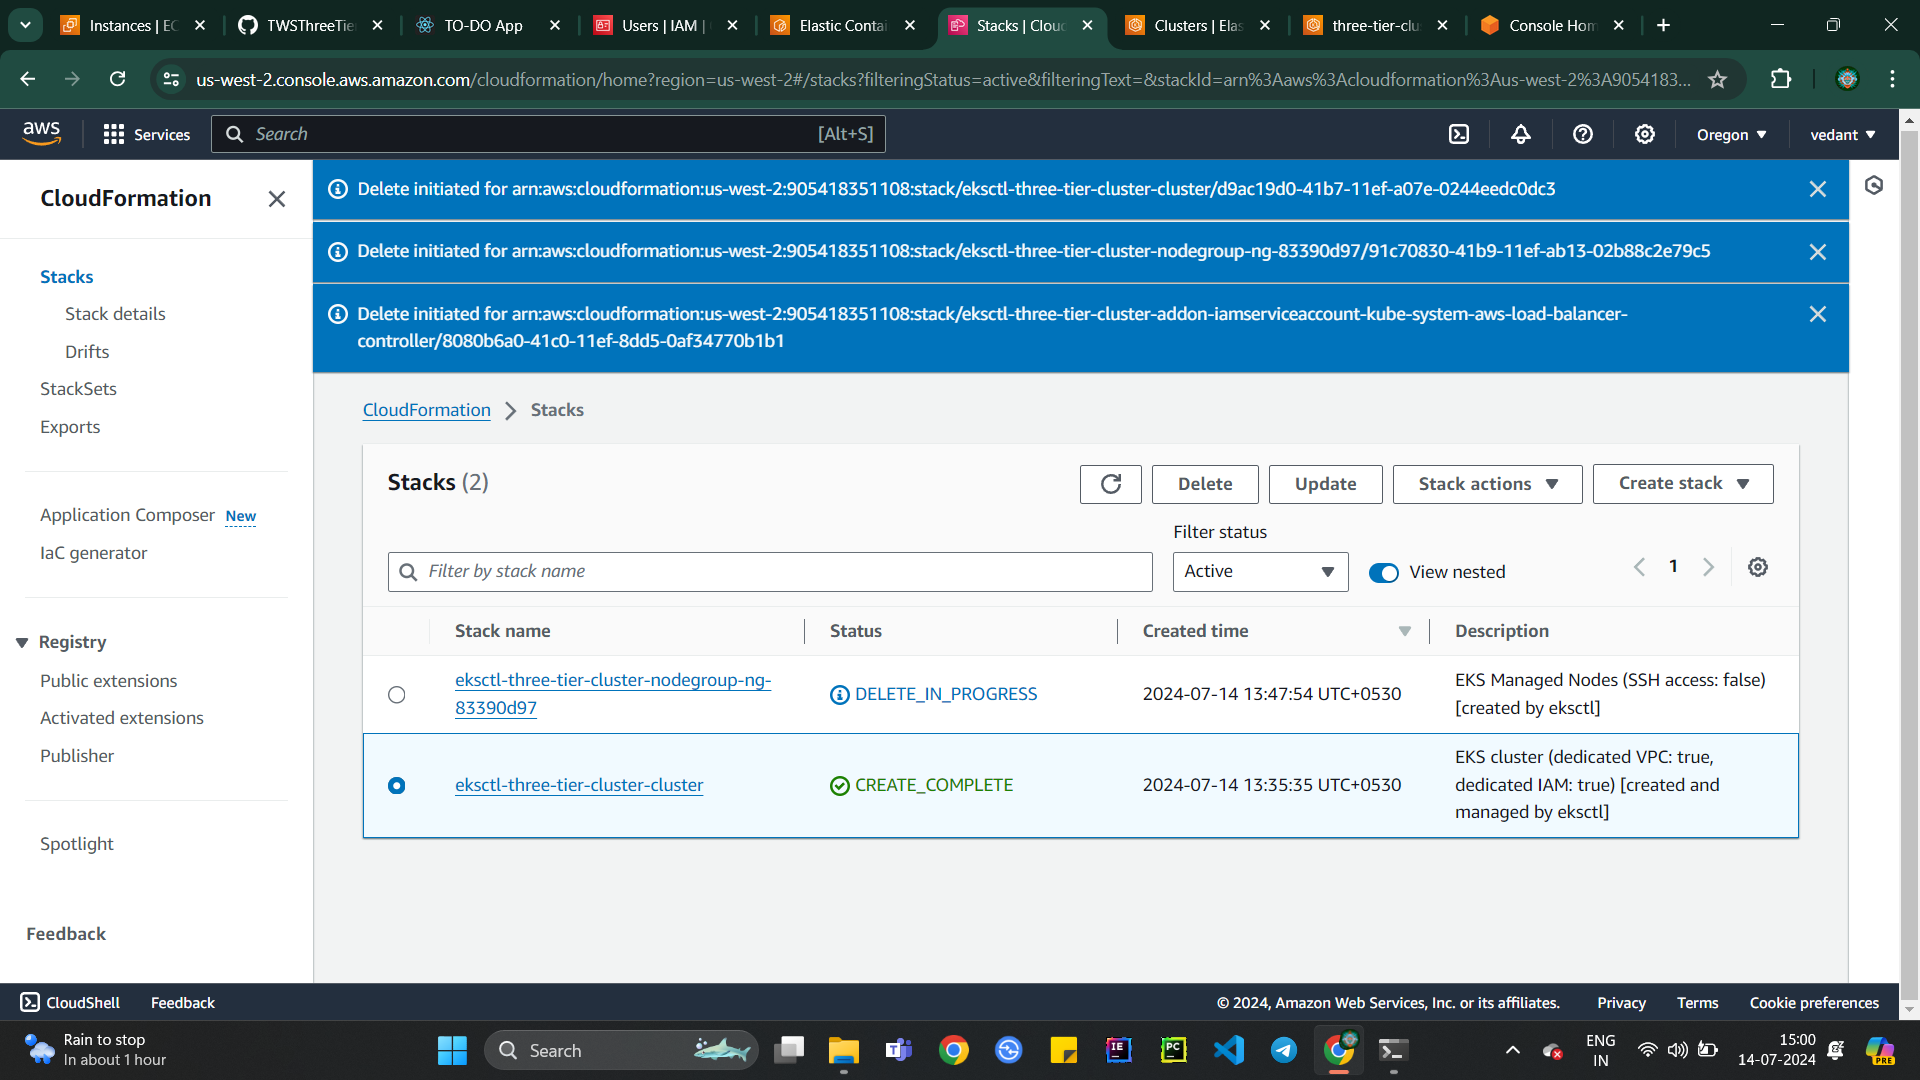 Instances | EC
TWSThreeTie
TO-DO App
Users | IAM |
Elastic Contai
Stacks | Cloud
Clusters | Elas
three-tier-clu
Console Hom
us-west-2.console.aws.amazon.com/cloudformation/home?region=us-west-2#/stacks?filteringStatus=active&filteringText=&stackId=arn%3Aaws%3Acloudformation%3Aus-west-2%3A9054183...
aws
Services
Search
[Alt+S]
Oregon
vedant
CloudFormation
Stacks
Stack details
Drifts
StackSets
Exports
Application Composer New
IaC generator
Registry
Public extensions
Activated extensions
Publisher
Spotlight
Feedback
Delete initiated for arn:aws:cloudformation:us-west-2:905418351108:stack/eksctl-three-tier-cluster-cluster/d9ac19d0-41b7-11ef-a07e-0244eedc0dc3
Delete initiated for arn:aws:cloudformation:us-west-2:905418351108:stack/eksctl-three-tier-cluster-nodegroup-ng-83390d97/91c70830-41b9-11ef-ab13-02b88c2e79c5
Delete initiated for arn:aws:cloudformation:us-west-2:905418351108:stack/eksctl-three-tier-cluster-addon-iamserviceaccount-kube-system-aws-load-balancer-
controller/8080b6a0-41c0-11ef-8dd5-0af34770b1b1
CloudFormation > Stacks
Stacks (2)
Delete
Update
Stack actions
Create stack
Filter status
Filter by stack name
Active
View nested
1
Stack name
Status
Created time
Description
eksctl-three-tier-cluster-nodegroup-ng-
83390d97
DELETE_IN_PROGRESS
2024-07-14 13:47:54 UTC+0530
EKS Managed Nodes (SSH access: false)
[created by eksctl]
eksctl-three-tier-cluster-cluster
CREATE_COMPLETE
2024-07-14 13:35:35 UTC+0530
EKS cluster (dedicated VPC: true,
dedicated IAM: true) [created and
managed by eksctl]
CloudShell
Feedback
© 2024, Amazon Web Services, Inc. or its affiliates.
Privacy
Terms
Cookie preferences
Rain to stop
In about 1 hour
Search
ENG
IN
15:00
14-07-2024